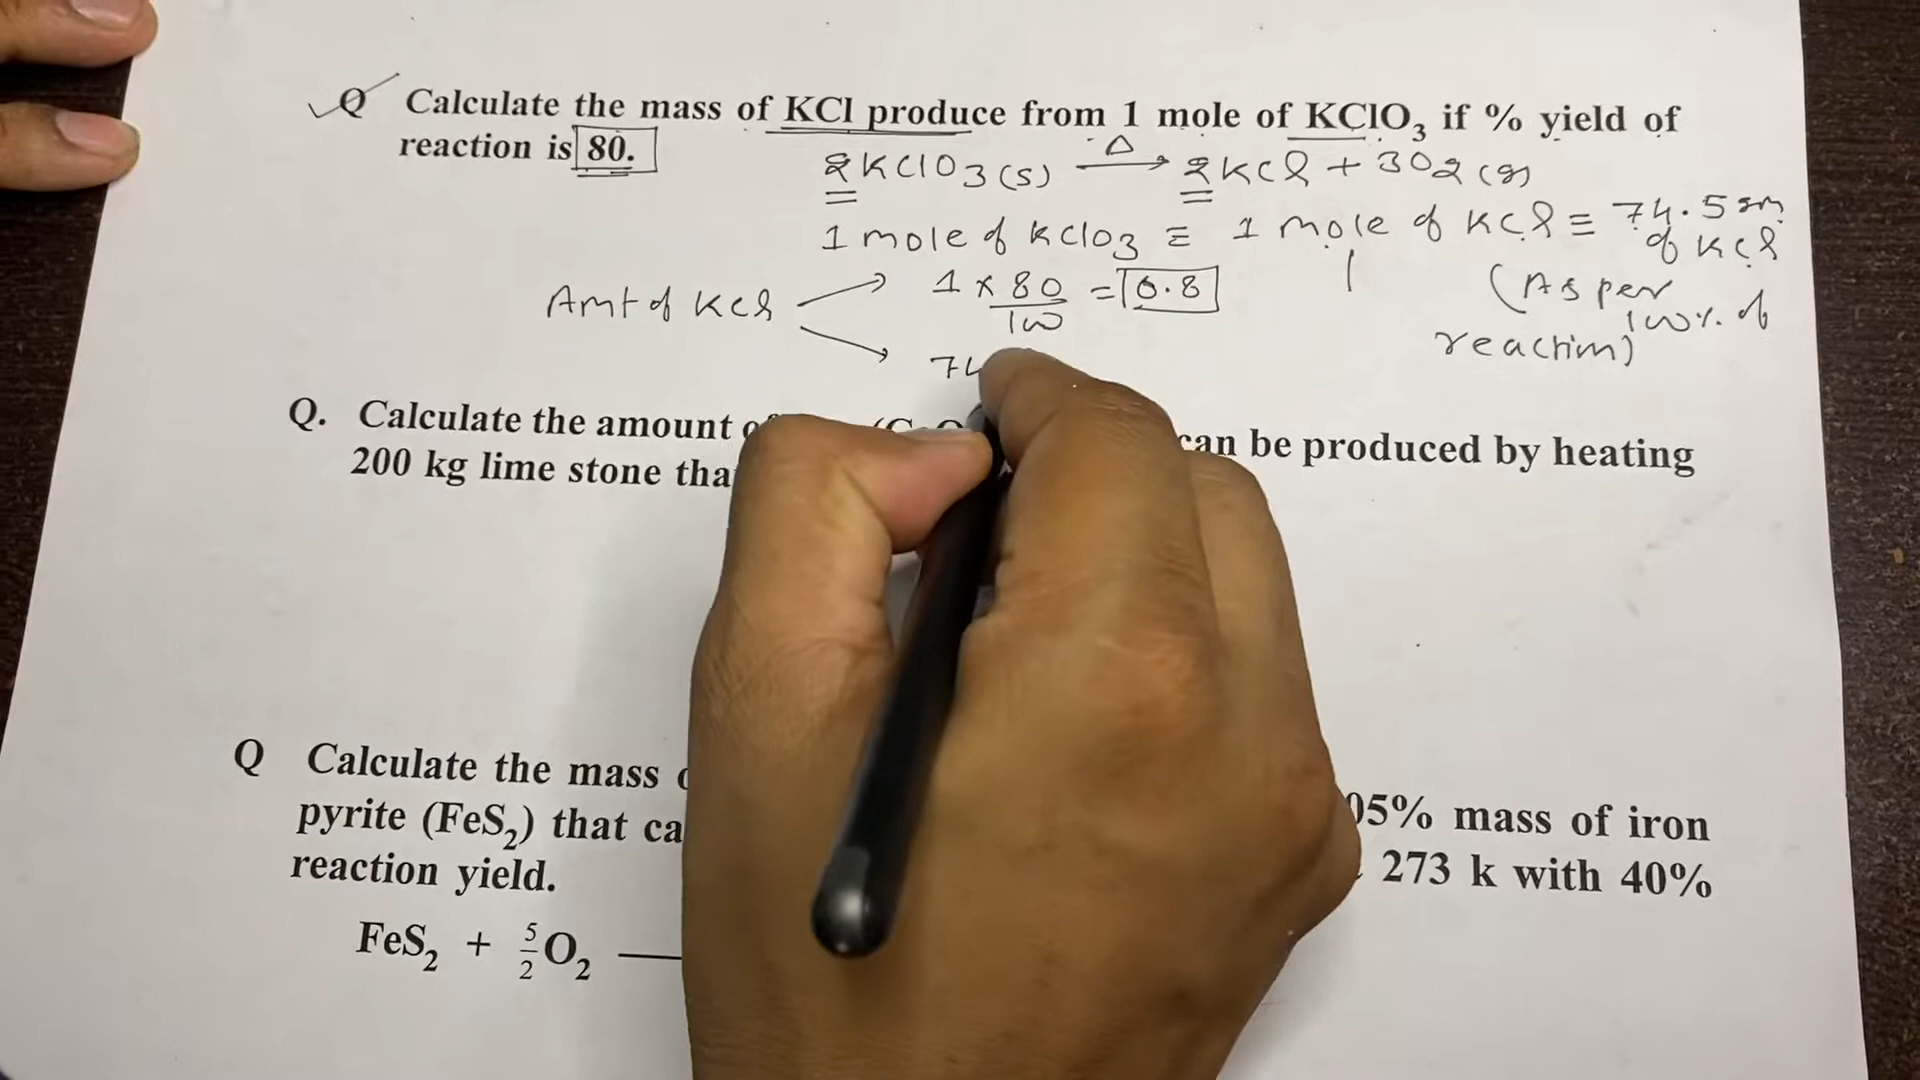 Q Calculate the mass of KCl produce from 1 mole of KClO₃ if % yield of
reaction is 80.
2KClO3(s) Δ→ 2KCl + 3O2(g)
1 mole of KClO3 ≡ 1 mole of KCl ≡ 74.5 gm
of KCl
Amt of KCl → 1 × 80/100 = 0.8
(As per
100% of
reaction)
→ 74
Q. Calculate the amount can be produced by heating
200 kg lime stone
Q Calculate the mass
pyrite (FeS₂) that 05% mass of iron
reaction yield. 273 k with 40%
FeS₂ + 5/2 O₂ —